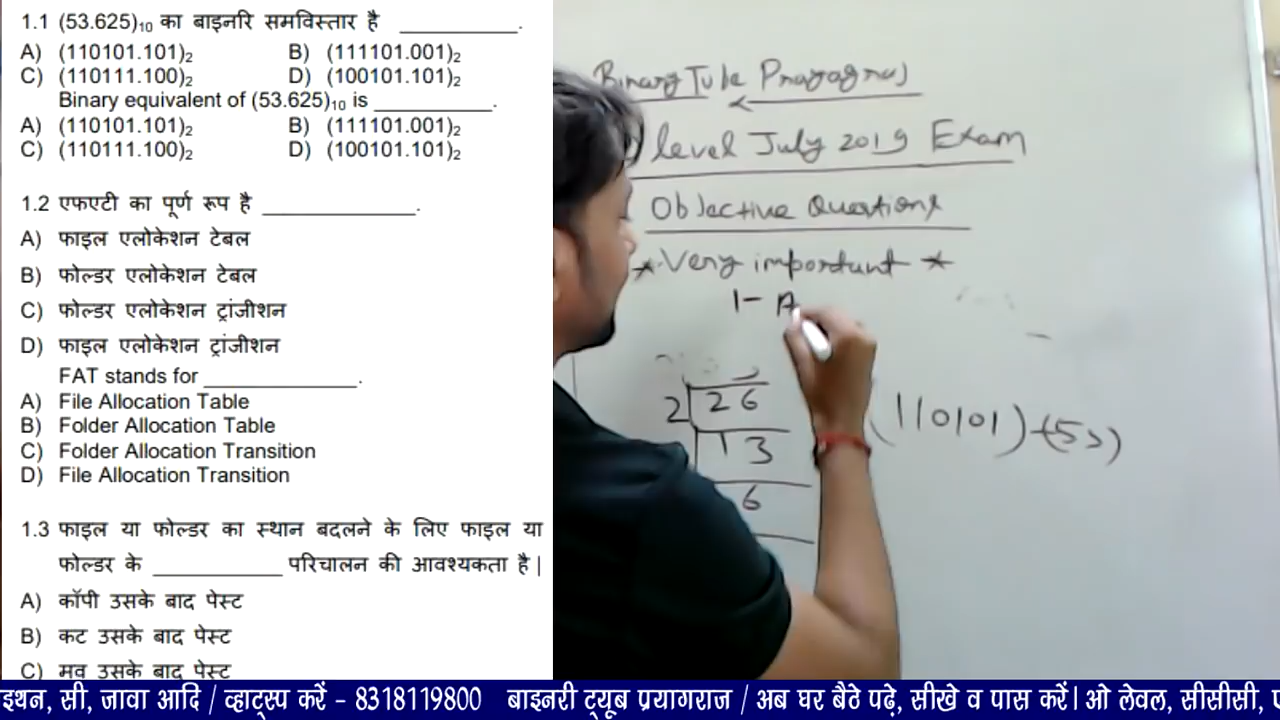 1.1 (53.625)₁₀ का बाइनरि समविस्तार है __________.
A) (110101.101)₂ B) (111101.001)₂
C) (110111.100)₂ D) (100101.101)₂
Binary equivalent of (53.625)₁₀ is __________.
A) (110101.101)₂ B) (111101.001)₂
C) (110111.100)₂ D) (100101.101)₂
1.2 एफएटी का पूर्ण रूप है _____________.
A) फाइल एलोकेशन टेबल
B) फोल्डर एलोकेशन टेबल
C) फोल्डर एलोकेशन ट्रांजीशन
D) फाइल एलोकेशन ट्रांजीशन
FAT stands for _____________.
A) File Allocation Table
B) Folder Allocation Table
C) Folder Allocation Transition
D) File Allocation Transition
1.3 फाइल या फोल्डर का स्थान बदलने के लिए फाइल या
फोल्डर के ___________ परिचालन की आवश्यकता है |
A) कॉपी उसके बाद पेस्ट
B) कट उसके बाद पेस्ट
C) मव उसके बाद पेस्ट
Binary Tube Prayagraj
level July 2019 Exam
Objective Questions
* Very important *
1- A
2 26
13
6
(110101)
इथन, सी, जावा आदि / व्हाट्स्प करें - 8318119800 बाइनरी ट्यूब प्रयागराज / अब घर बैठे पढ़े, सीखे व पास करें। ओ लेवल, सीसीसी,